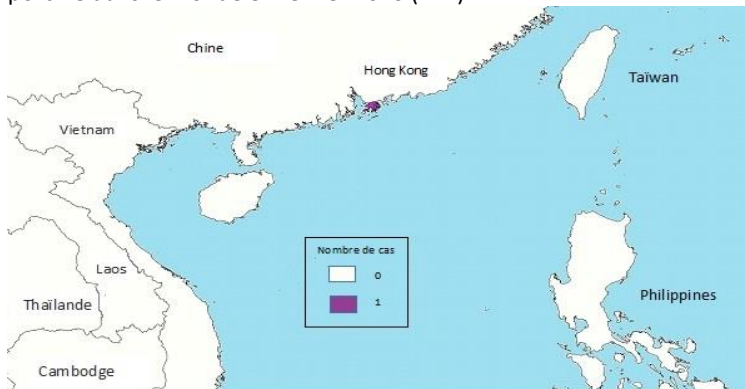 Chine
Hong Kong
Taïwan
Vietnam
Nombre de cas
0
Laos
1
Thaïlande
Philippines
Cambodge